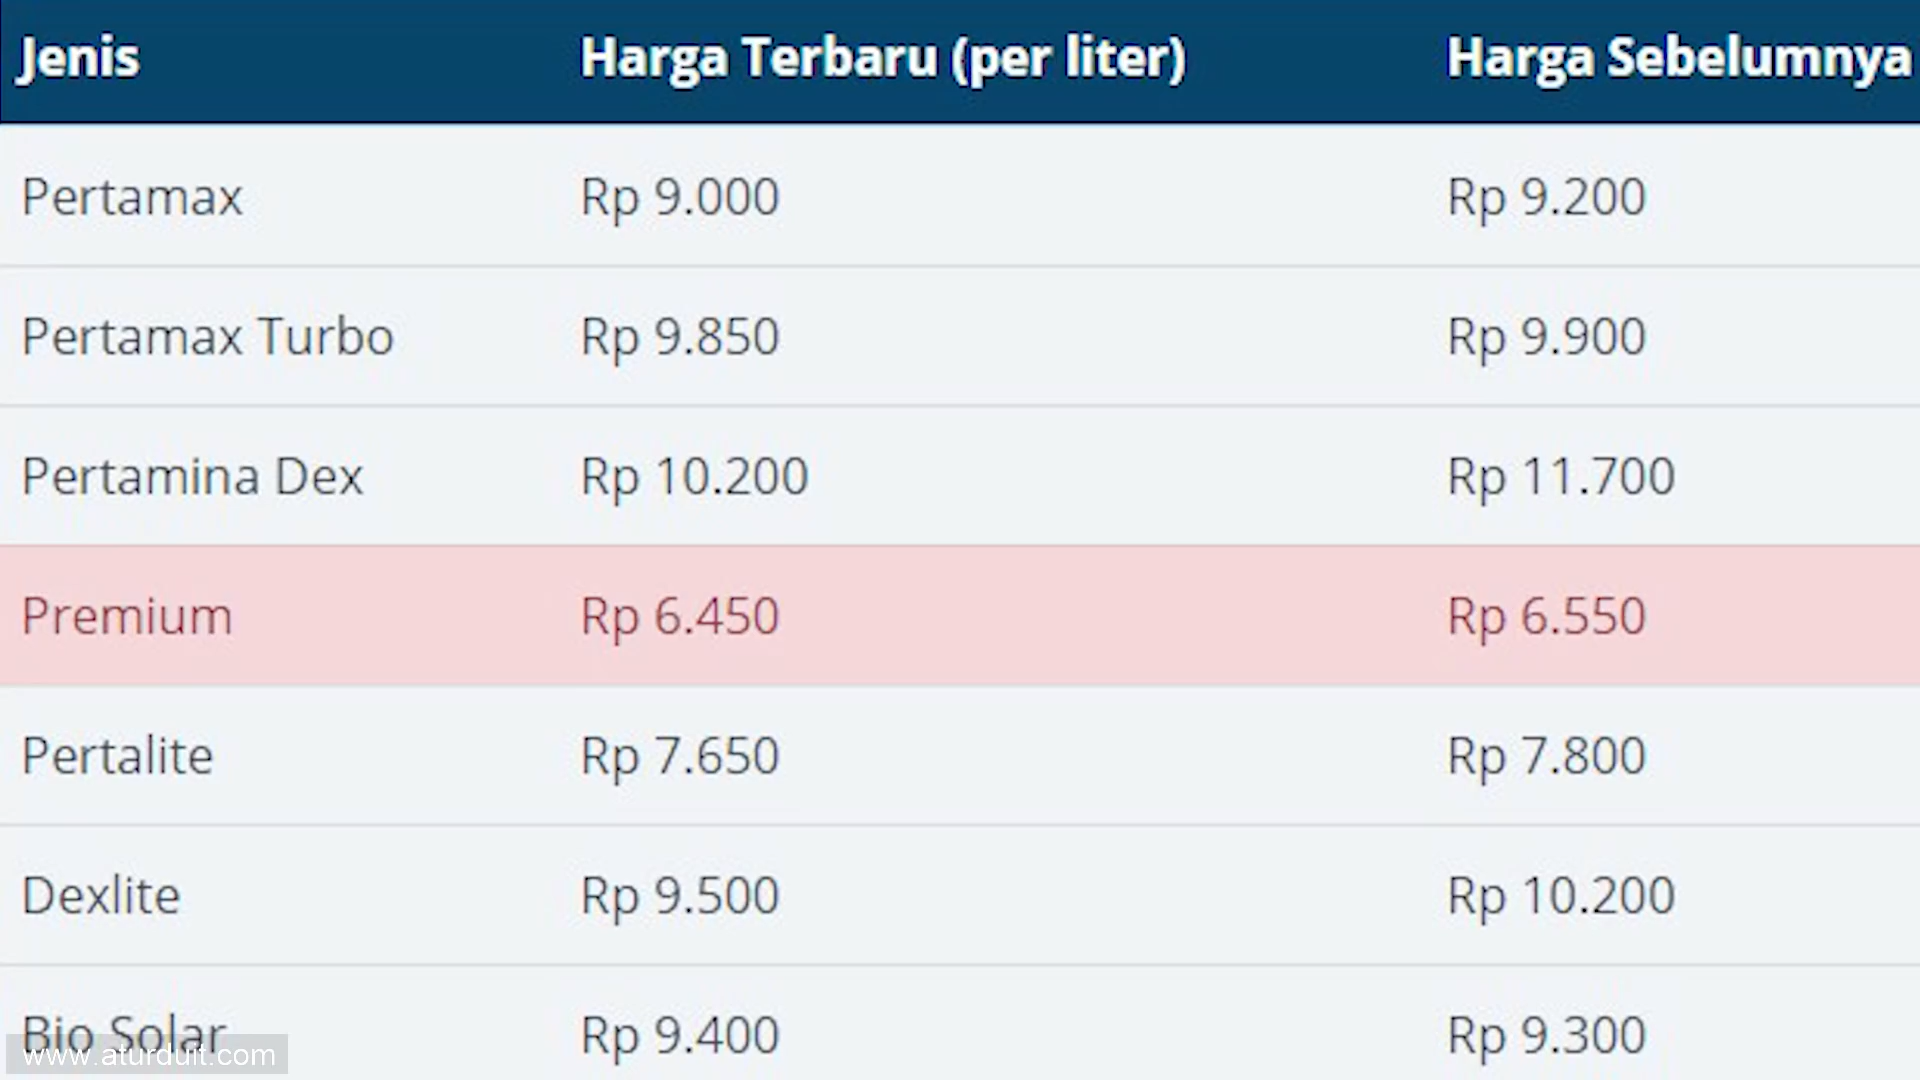 Jenis Harga Terbaru (per liter) Harga Sebelumnya
Pertamax Rp 9.000 Rp 9.200
Pertamax Turbo Rp 9.850 Rp 9.900
Pertamina Dex Rp 10.200 Rp 11.700
Premium Rp 6.450 Rp 6.550
Pertalite Rp 7.650 Rp 7.800
Dexlite Rp 9.500 Rp 10.200
Bio Solar Rp 9.400 Rp 9.300
www.aturduit.com